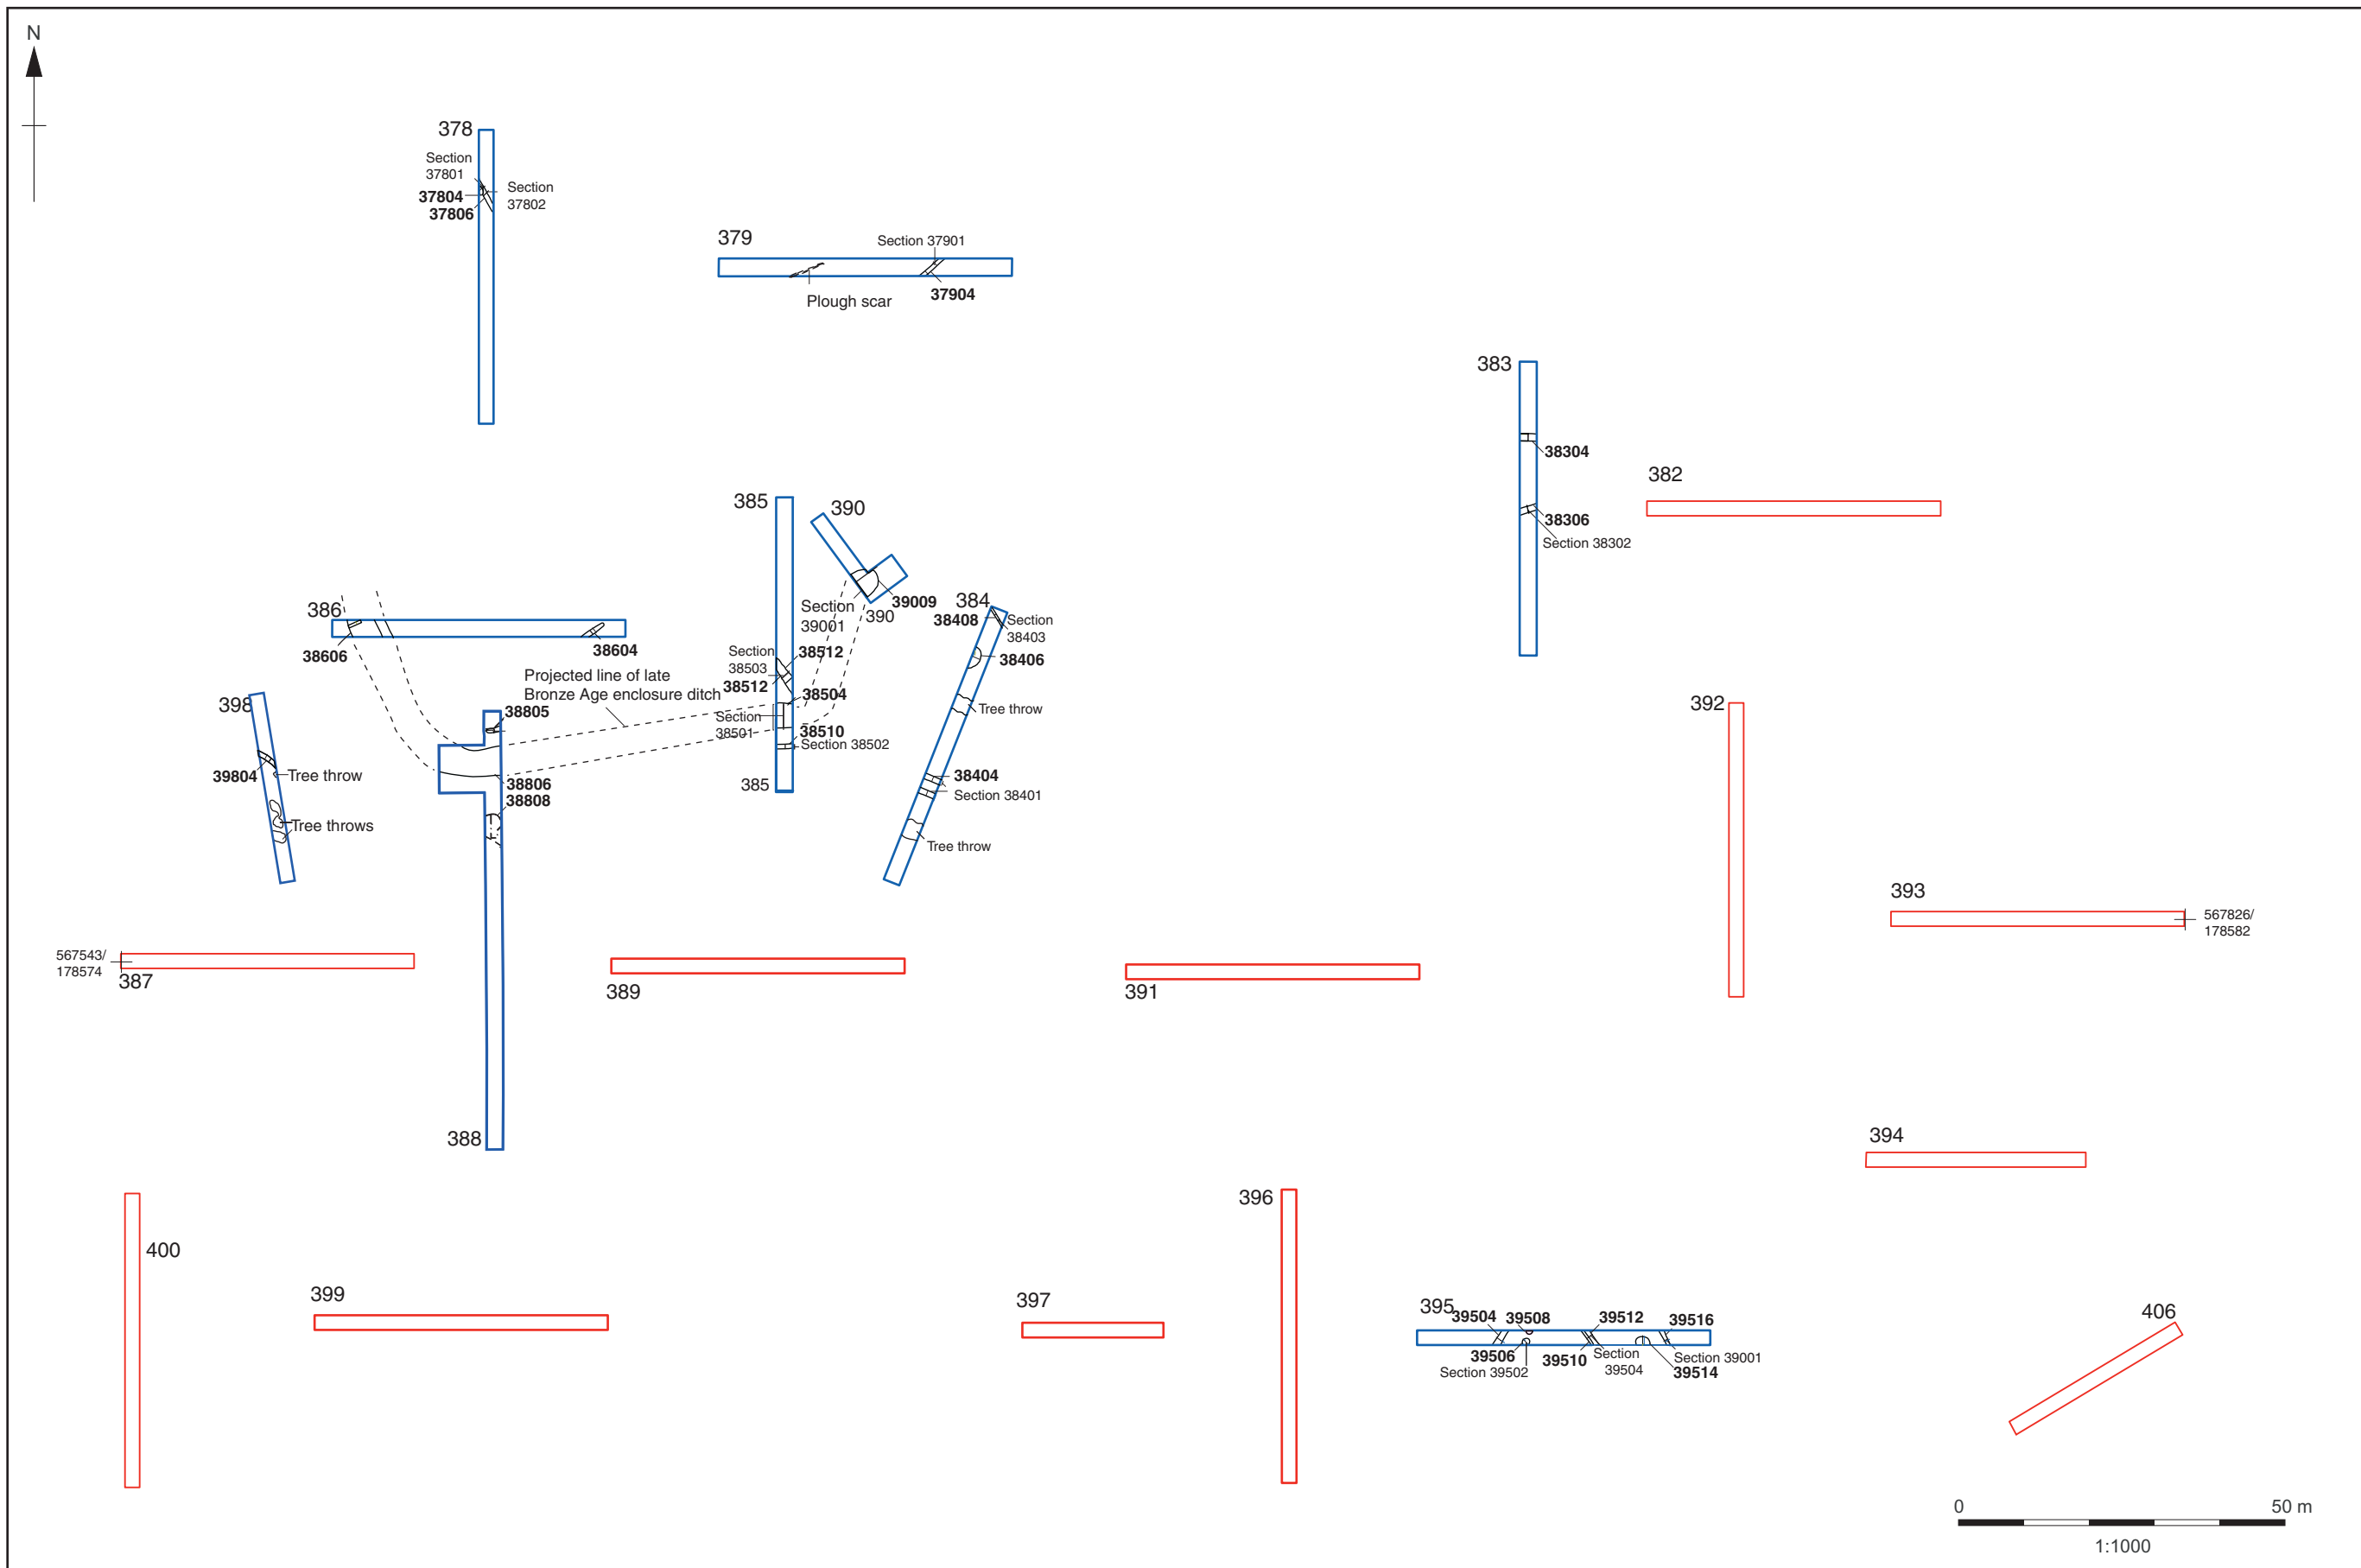 N
378
Section
37801
37804
37806
Section
37802
379
Section 37901
Plough scar
37904
383
38304
38306
Section 38302
382
385
390
Section
39001
39009
390
384
38408
Section
38403
38406
Tree throw
38404
Section 38401
Tree throw
386
38606
38604
Projected line of late
Bronze Age enclosure ditch
Section
38503
38512
38512
38504
Section
38501
38510
Section 38502
385
398
39804
Tree throw
Tree throws
38805
38806
38808
388
392
393
567826/
178582
567543/
178574
387
389
391
394
396
400
399
397
395
39504
39508
39512
39516
39506
Section 39502
39510
Section
39504
Section 39001
39514
406
0
50 m
1:1000